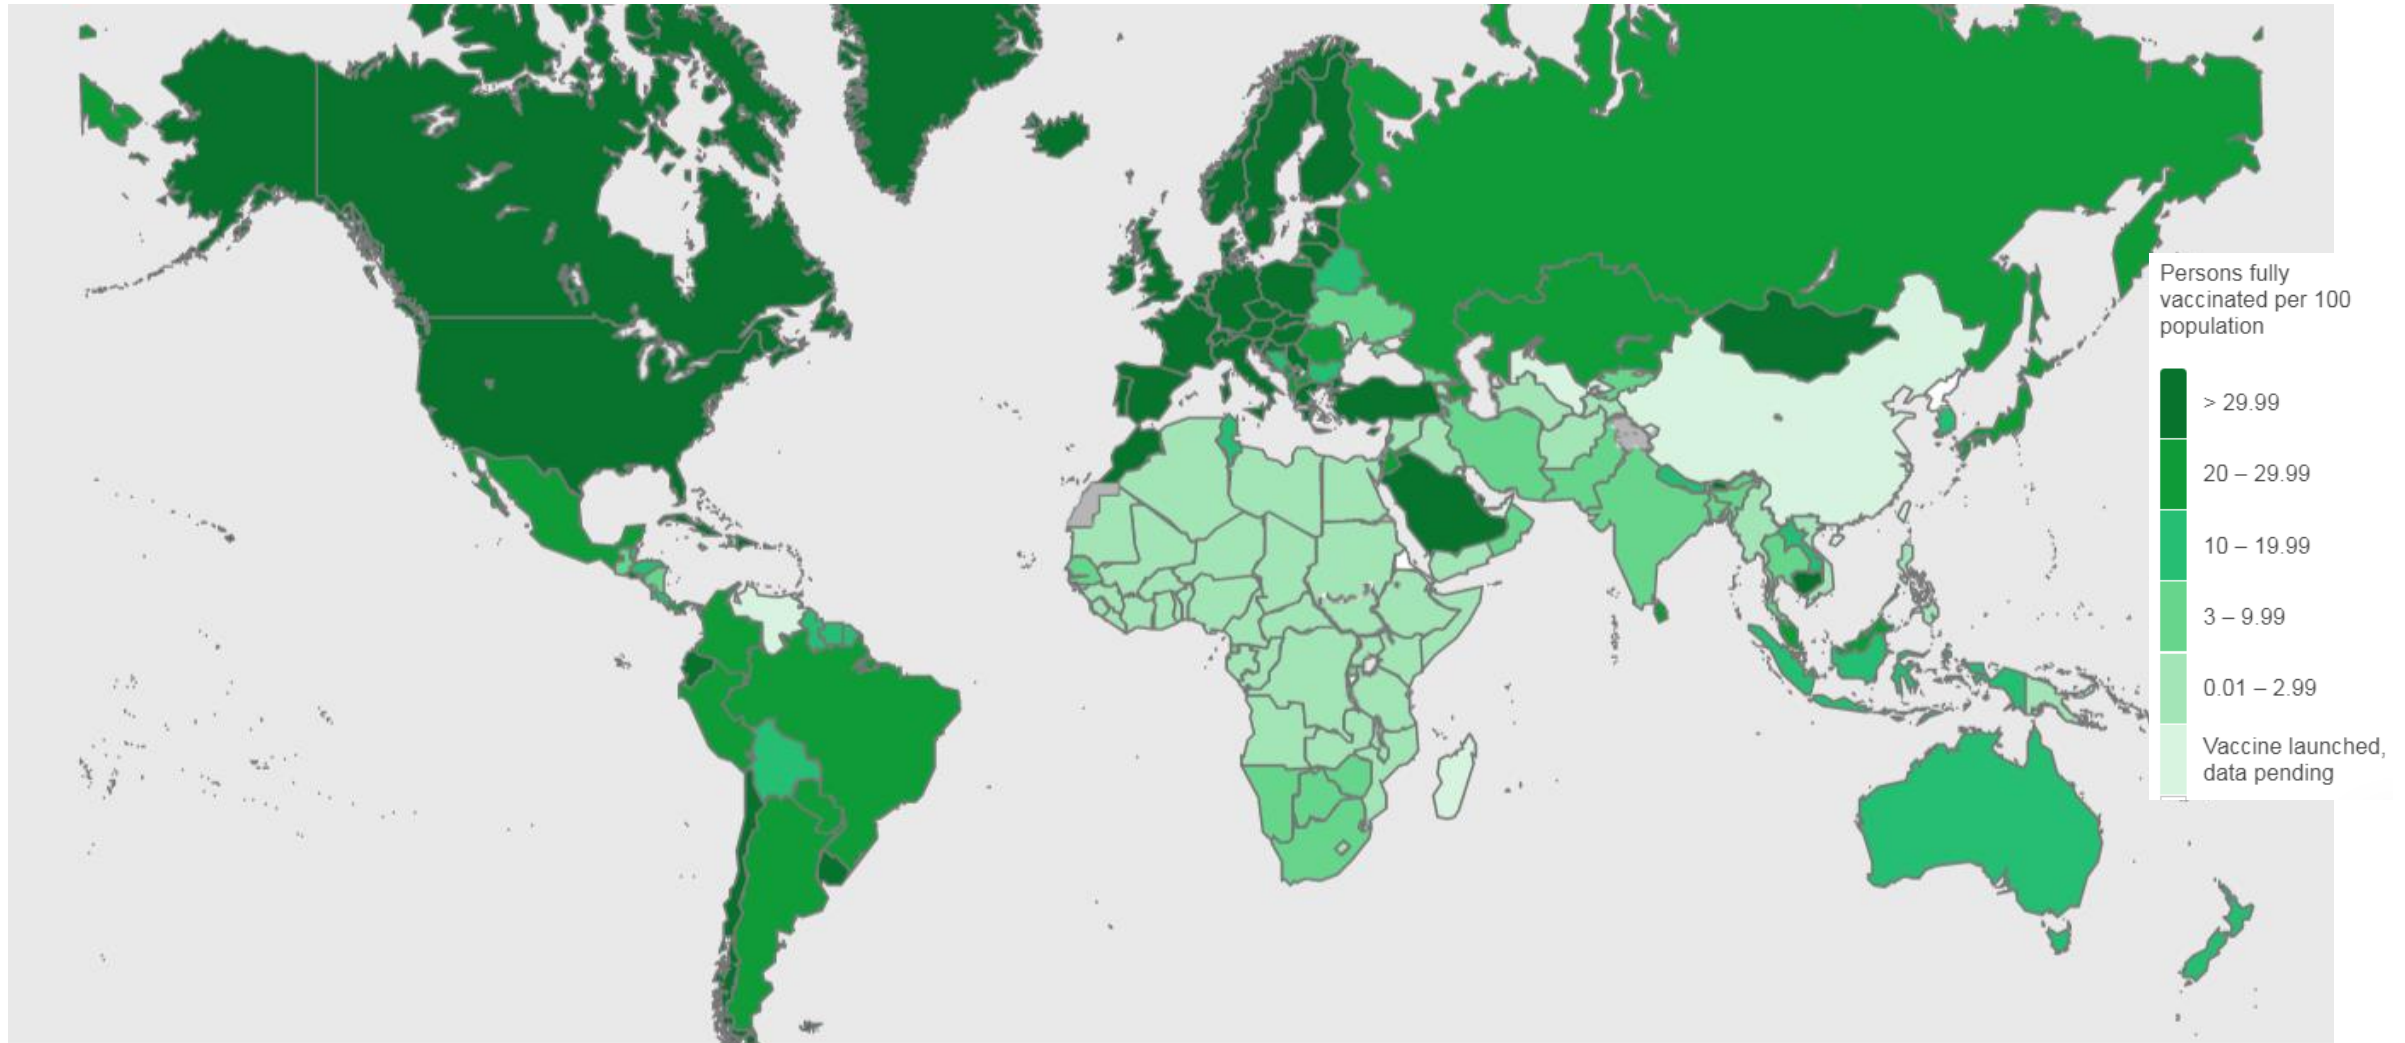 Persons fully
vaccinated per 100
population
> 29.99
20 – 29.99
10 – 19.99
3 – 9.99
0.01 – 2.99
Vaccine launched,
data pending